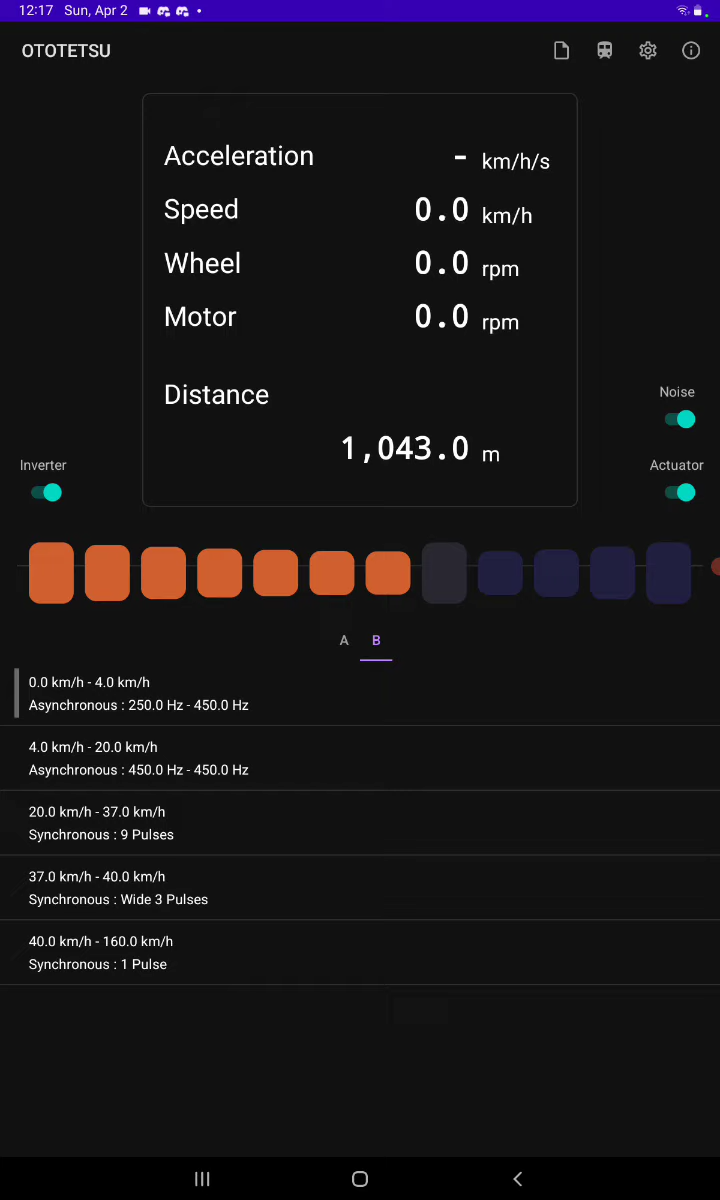 12:17 Sun, Apr 2
OTOTETSU
Acceleration - km/h/s
Speed 0.0 km/h
Wheel 0.0 rpm
Motor 0.0 rpm
Distance
1,043.0 m
Noise
Inverter
Actuator
A B
0.0 km/h - 4.0 km/h
Asynchronous : 250.0 Hz - 450.0 Hz
4.0 km/h - 20.0 km/h
Asynchronous : 450.0 Hz - 450.0 Hz
20.0 km/h - 37.0 km/h
Synchronous : 9 Pulses
37.0 km/h - 40.0 km/h
Synchronous : Wide 3 Pulses
40.0 km/h - 160.0 km/h
Synchronous : 1 Pulse